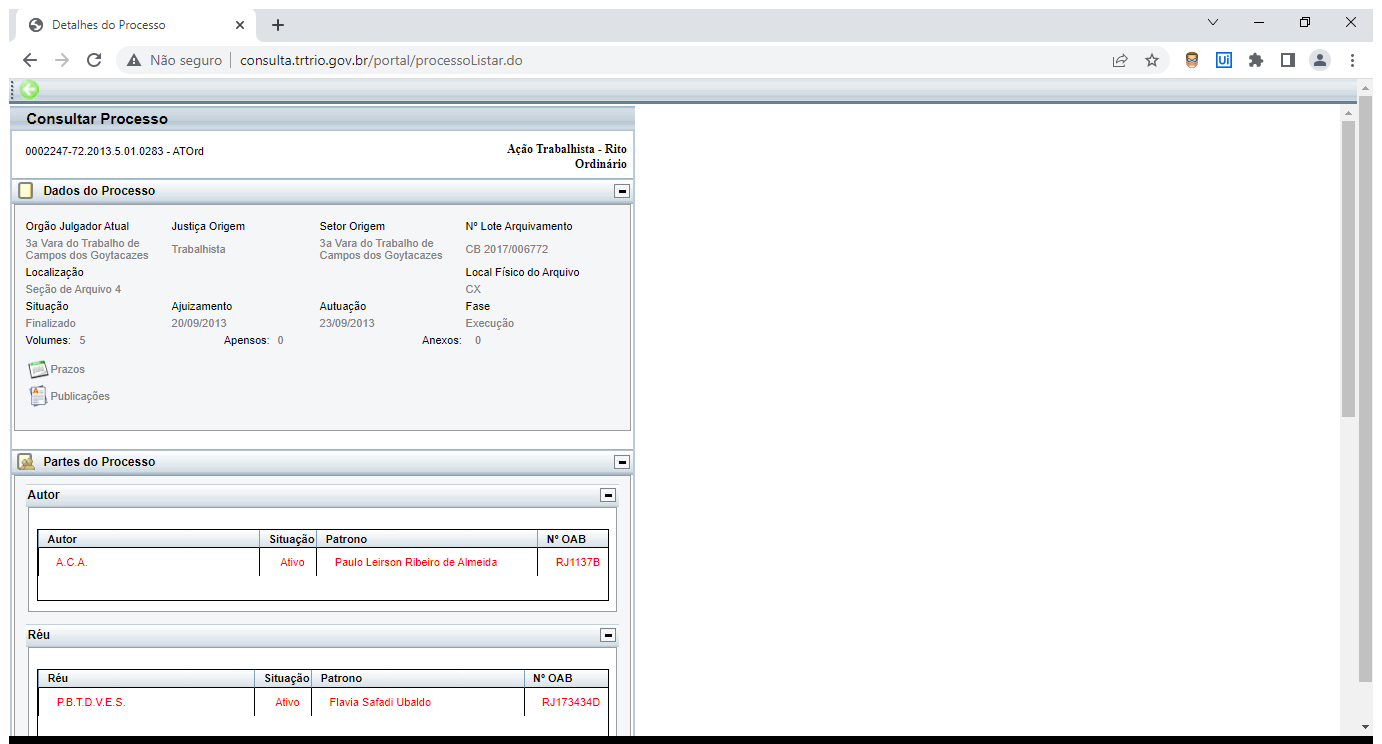 Detalhes do Processo
Não seguro | consulta.trtrio.gov.br/portal/processoListar.do
Ui
Consultar Processo
0002247-72.2013.5.01.0283 - ATOrd
Ação Trabalhista - Rito
Ordinário
Dados do Processo
Orgão Julgador Atual Justiça Origem Setor Origem Nº Lote Arquivamento
3a Vara do Trabalho de Campos dos Goytacazes Trabalhista 3a Vara do Trabalho de Campos dos Goytacazes CB 2017/006772
Localização Local Físico do Arquivo
Seção de Arquivo 4 CX
Situação Ajuizamento Autuação Fase
Finalizado 20/09/2013 23/09/2013 Execução
Volumes: 5 Apensos: 0 Anexos: 0
Prazos
Publicações
Partes do Processo
Autor
Autor Situação Patrono Nº OAB
A.C.A. Ativo Paulo Leirson Ribeiro de Almeida RJ1137B
Réu
Réu Situação Patrono Nº OAB
P.B.T.D.V.E.S. Ativo Flavia Safadi Ubaldo RJ173434D